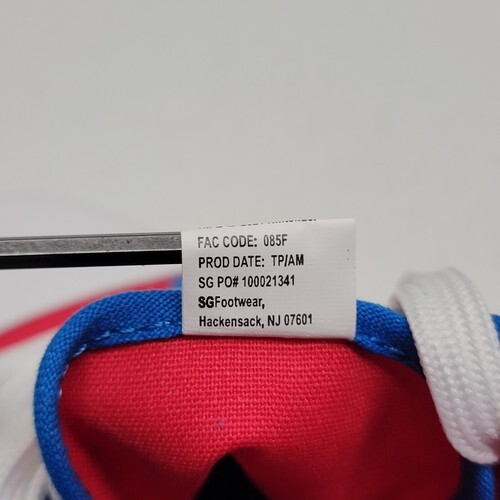 FAC CODE: 085F
PROD DATE: TP/AM
SG PO# 100021341
SGFootwear,
Hackensack, NJ 07601